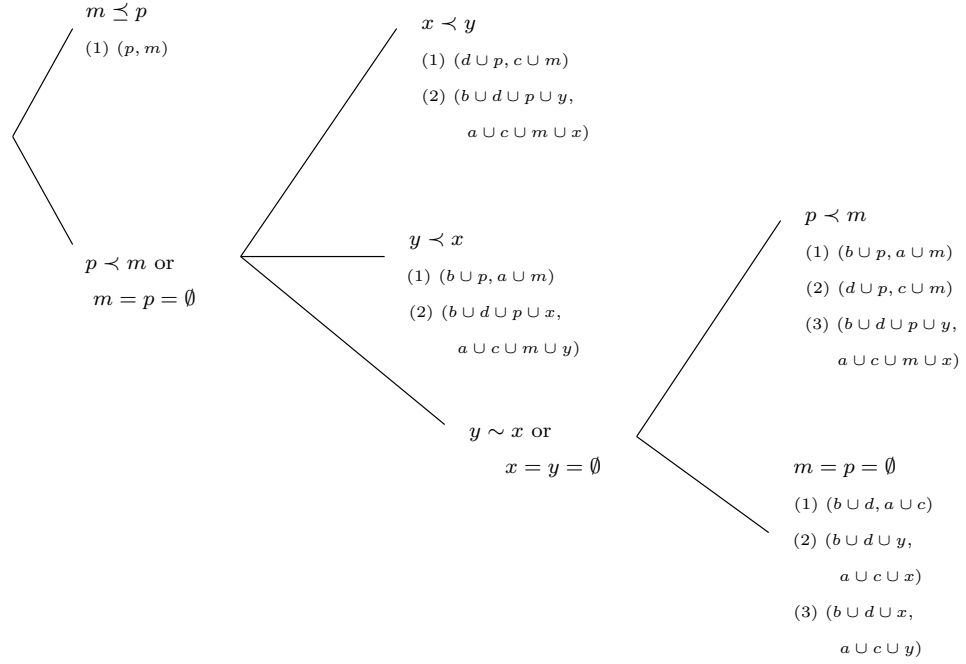 m ⪯ p
(1) (p, m)
p ≺ m or
m = p = ∅
x ≺ y
(1) (d ∪ p, c ∪ m)
(2) (b ∪ d ∪ p ∪ y,
a ∪ c ∪ m ∪ x)
y ≺ x
(1) (b ∪ p, a ∪ m)
(2) (b ∪ d ∪ p ∪ x,
a ∪ c ∪ m ∪ y)
y ∼ x or
x = y = ∅
p ≺ m
(1) (b ∪ p, a ∪ m)
(2) (d ∪ p, c ∪ m)
(3) (b ∪ d ∪ p ∪ y,
a ∪ c ∪ m ∪ x)
m = p = ∅
(1) (b ∪ d, a ∪ c)
(2) (b ∪ d ∪ y,
a ∪ c ∪ x)
(3) (b ∪ d ∪ x,
a ∪ c ∪ y)